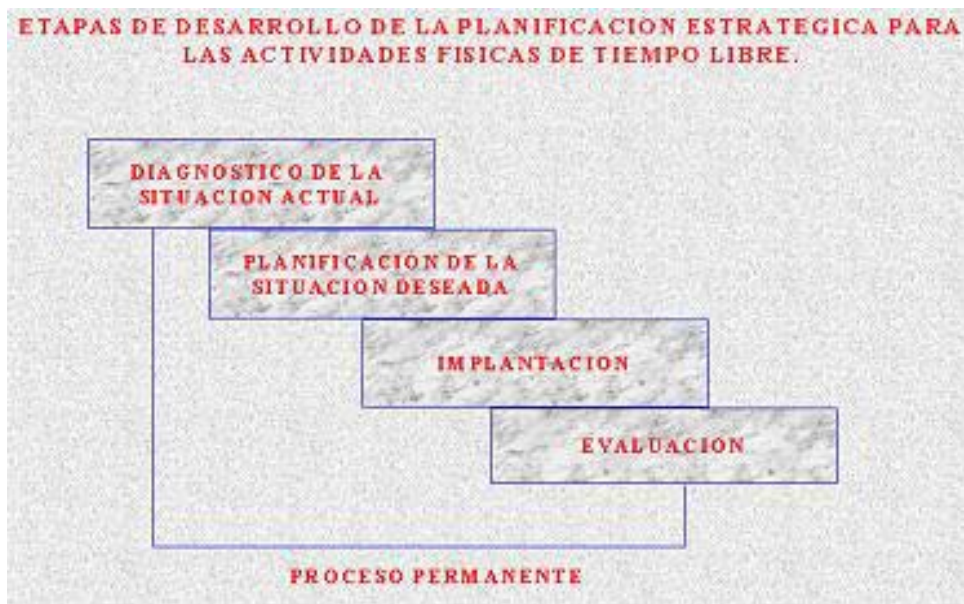 ETAPAS DE DESARROLLO DE LA PLANIFICACION ESTRATEGICA PARA
LAS ACTIVIDADES FISICAS DE TIEMPO LIBRE.
DIAGNOSTICO DE LA
SITUACION ACTUAL
PLANIFICACION DE LA
SITUACION DESEADA
IMPLANTACION
EVALUACION
PROCESO PERMANENTE